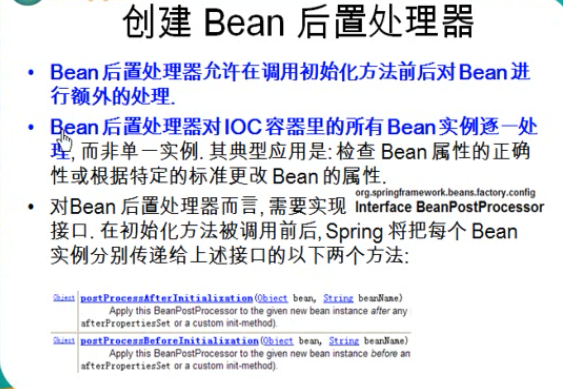 创建 Bean 后置处理器
• Bean 后置处理器允许在调用初始化方法前后对 Bean 进
行额外的处理.
• Bean 后置处理器对 IOC 容器里的所有 Bean 实例逐一处
理, 而非单一实例. 其典型应用是: 检查 Bean 属性的正确
性或根据特定的标准更改 Bean 的属性.
org.springframework.beans.factory.config
• 对Bean 后置处理器而言, 需要实现 Interface BeanPostProcessor
接口. 在初始化方法被调用前后, Spring 将把每个 Bean
实例分别传递给上述接口的以下两个方法:
Object postProcessAfterInitialization(Object bean, String beanName)
Apply this BeanPostProcessor to the given new bean instance after any
afterPropertiesSet or a custom init-method).
Object postProcessBeforeInitialization(Object bean, String beanName)
Apply this BeanPostProcessor to the given new bean instance before an
afterPropertiesSet or a custom init-method).